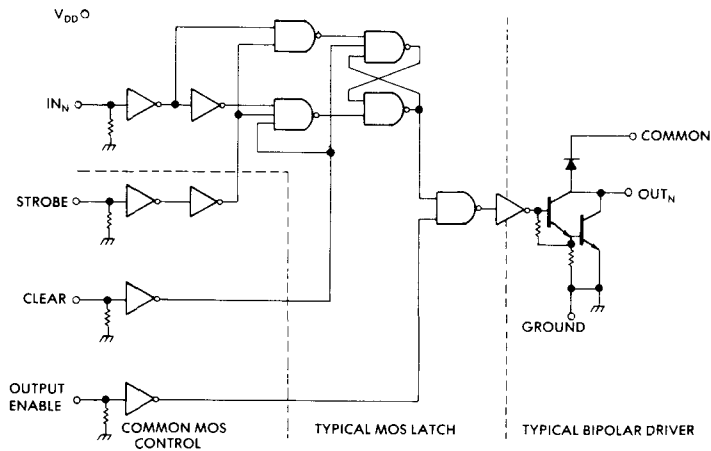 VDD
INN
COMMON
STROBE
OUTN
CLEAR
GROUND
OUTPUT
ENABLE
COMMON MOS
CONTROL
TYPICAL MOS LATCH
TYPICAL BIPOLAR DRIVER